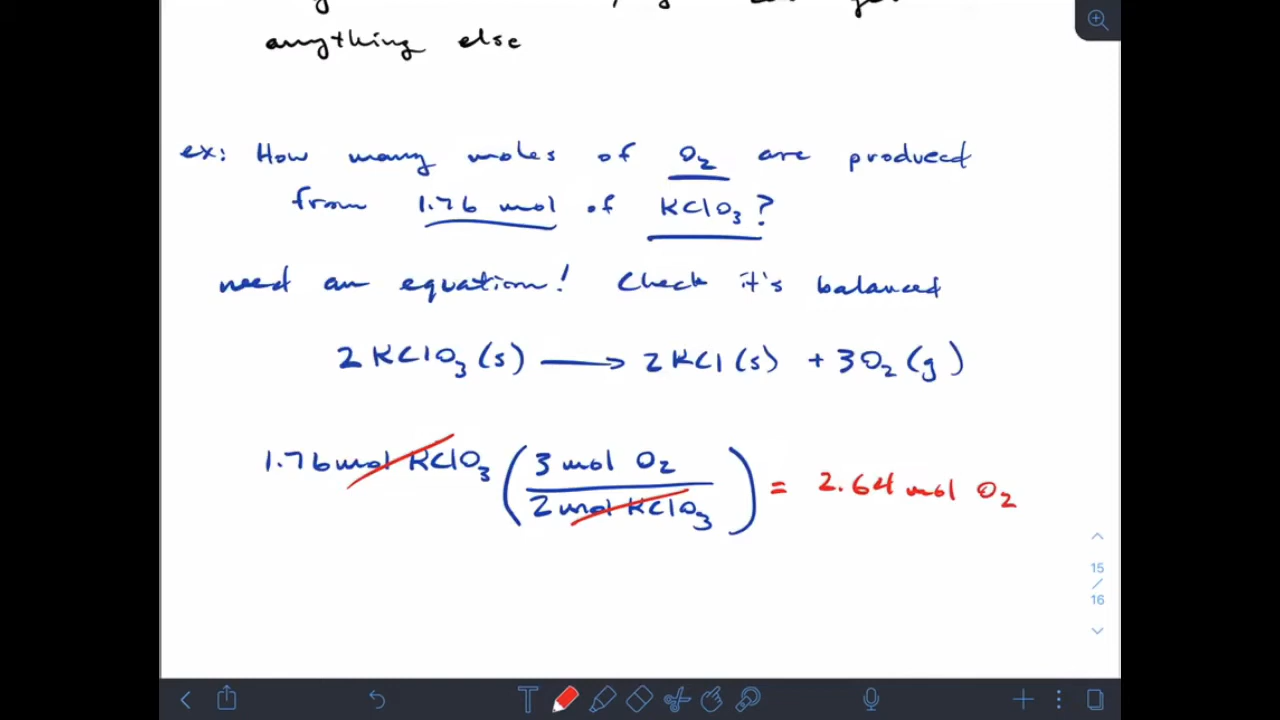 anything else
ex: How many moles of O₂ are produced
from 1.76 mol of KClO₃?
need an equation! Check it's balanced
2KClO₃(s) → 2KCl(s) + 3O₂(g)
1.76 mol KClO₃ (3 mol O₂ / 2 mol KClO₃) = 2.64 mol O₂
15
/
16